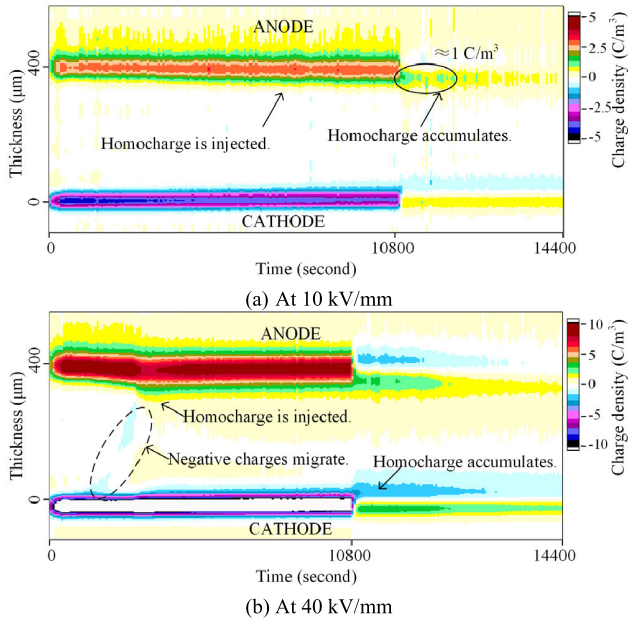 ANODE
≈1 C/m³
Homocharge is injected.
Homocharge accumulates.
CATHODE
Thickness (μm)
400
0
0
10800
14400
Time (second)
5
2.5
0
-2.5
-5
Charge density (C/m³)
(a) At 10 kV/mm
ANODE
Homocharge is injected.
Negative charges migrate.
Homocharge accumulates.
CATHODE
Thickness (μm)
400
0
0
10800
14400
Time (second)
10
5
0
-5
-10
Charge density (C/m³)
(b) At 40 kV/mm